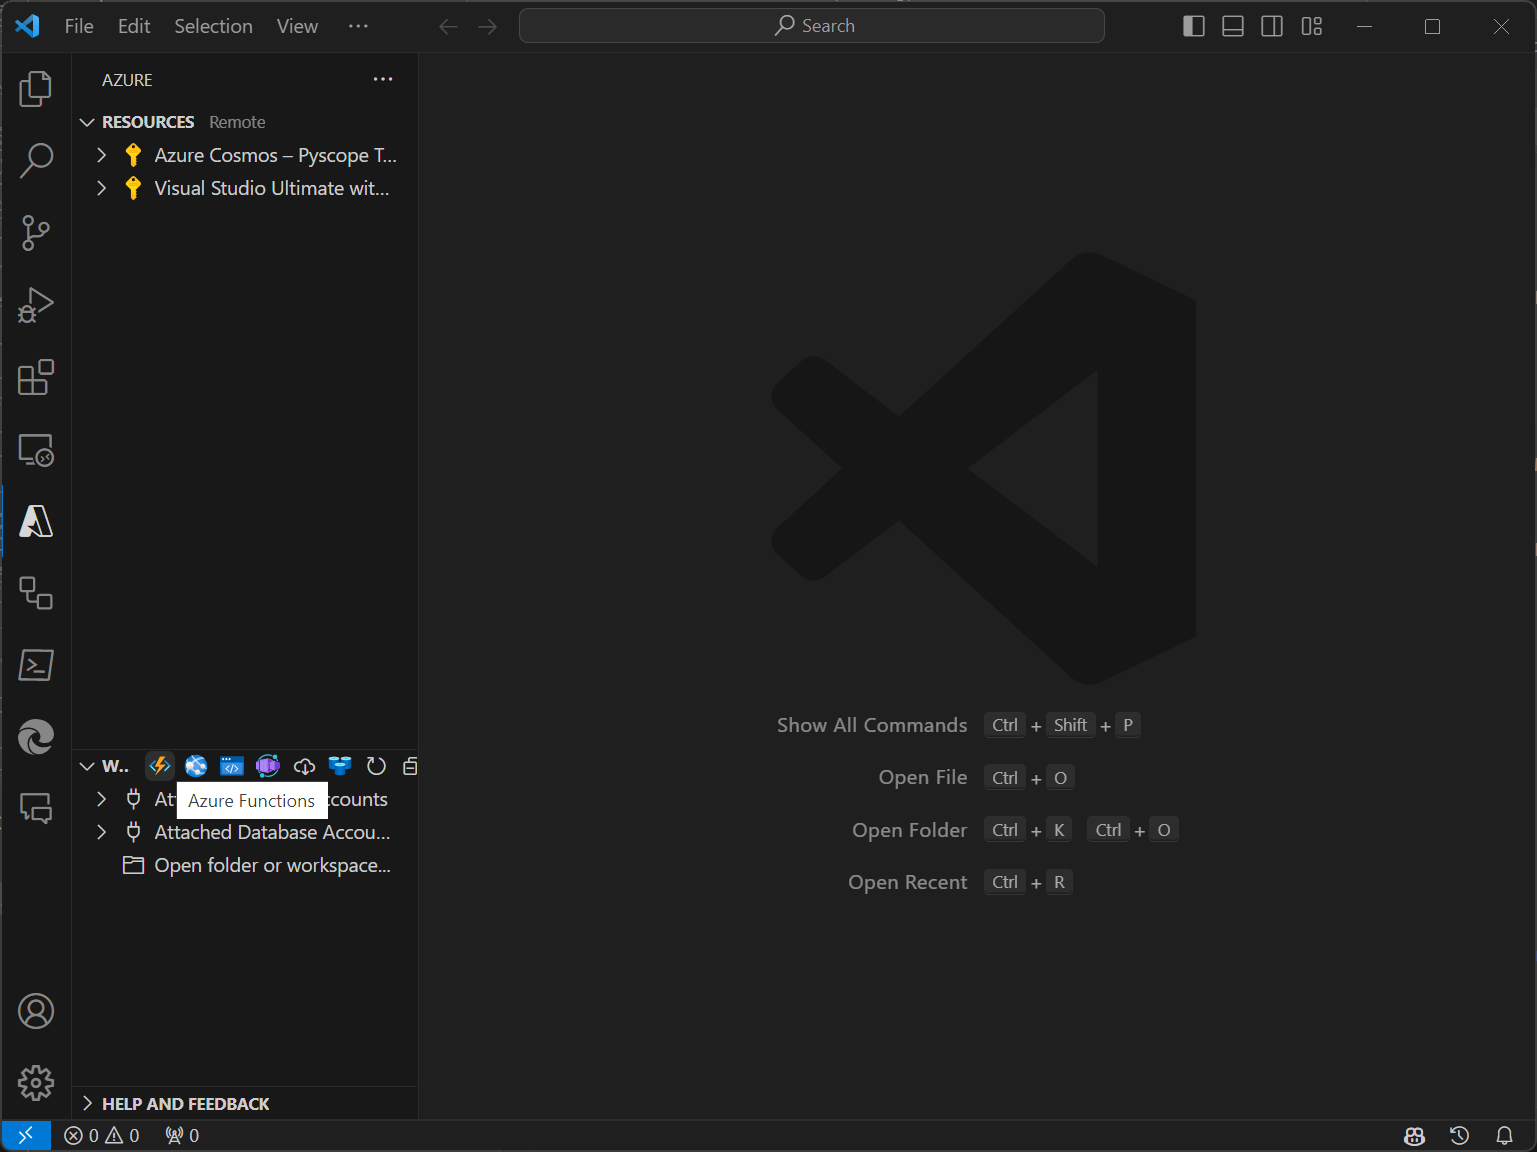 File Edit Selection View ··· Search
AZURE ···
RESOURCES Remote
Azure Cosmos – Pyscope T...
Visual Studio Ultimate wit...
Show All Commands Ctrl + Shift + P
Open File Ctrl + O
Open Folder Ctrl + K Ctrl + O
Open Recent Ctrl + R
W..
Azure Functions
Attached Database Accou...
Open folder or workspace...
HELP AND FEEDBACK
0 0 0